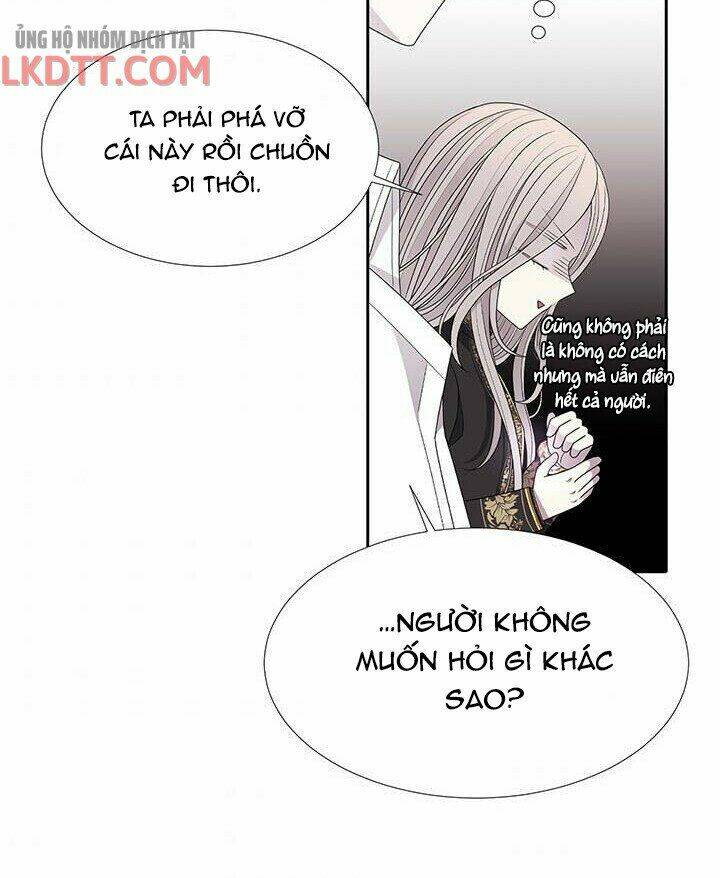 ỦNG HỘ NHÓM DỊCH TẠI
LKDTT.COM
TA PHẢI PHÁ VỠ
CÁI NÀY RỒI CHUỒN
ĐI THÔI.
Cũng không phải
là không có cách
nhưng mà vẫn điên
hết cả người.
...NGƯỜI KHÔNG
MUỐN HỎI GÌ KHÁC
SAO?